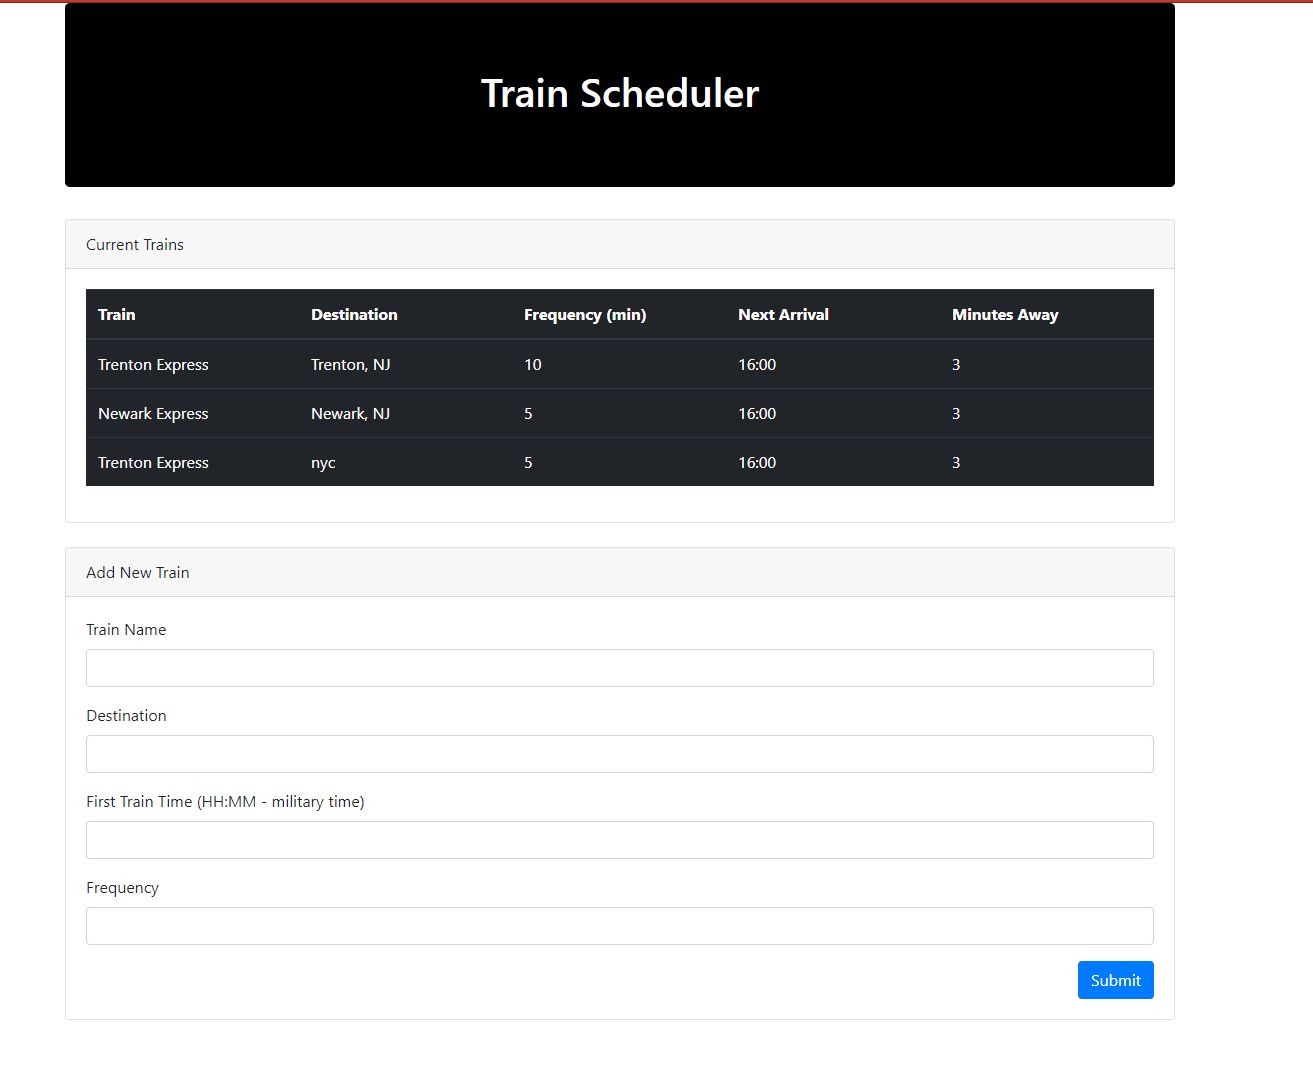 Train Scheduler
Current Trains
Train Destination Frequency (min) Next Arrival Minutes Away
Trenton Express Trenton, NJ 10 16:00 3
Newark Express Newark, NJ 5 16:00 3
Trenton Express nyc 5 16:00 3
Add New Train
Train Name
Destination
First Train Time (HH:MM - military time)
Frequency
Submit